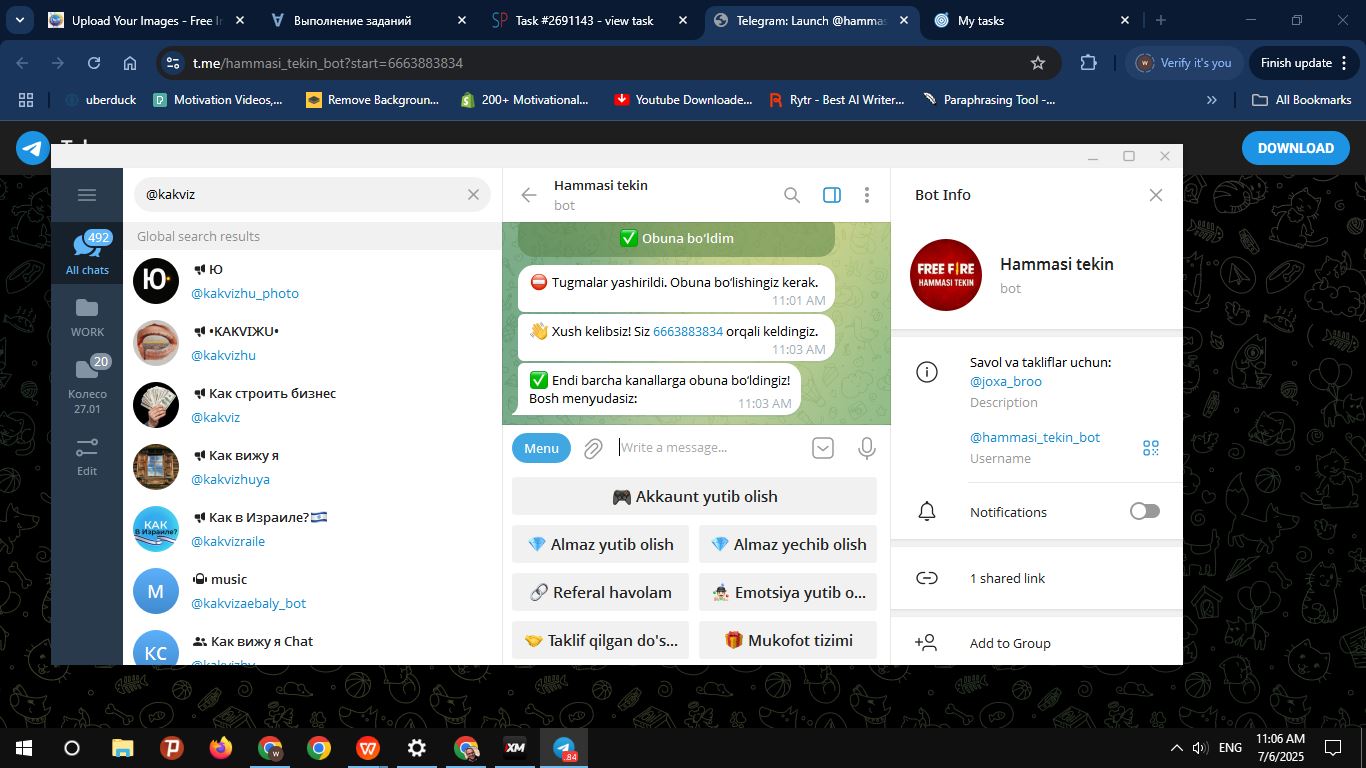 Upload Your Images - Free I
Выполнение заданий
Task #2691143 - view task
Telegram: Launch @hammas
My tasks
t.me/hammasi_tekin_bot?start=6663883834
Verify it's you
Finish update
uberduck
Motivation Videos,...
Remove Backgroun...
200+ Motivational...
Youtube Downloade...
Rytr - Best AI Writer...
Paraphrasing Tool -...
»
All Bookmarks
DOWNLOAD
492
All chats
WORK
20
Колесо
27.01
Edit
@kakviz
Global search results
Ю
@kakvizhu_photo
•KAKVIЖU•
@kakvizhu
Как строить бизнес
@kakviz
Как вижу я
@kakvizhuya
КАК
В Израиле?
Как в Израиле?🇮🇱
@kakvizraile
M
music
@kakvizaebaly_bot
КС
Как вижу я Chat
Hammasi tekin
bot
✅ Obuna bo‘ldim
⛔ Tugmalar yashirildi. Obuna bo‘lishingiz kerak.
11:01 AM
👋 Xush kelibsiz! Siz 6663883834 orqali keldingiz.
11:03 AM
✅ Endi barcha kanallarga obuna bo‘ldingiz!
Bosh menyudasiz:
11:03 AM
Menu
Write a message...
🎮 Akkaunt yutib olish
💎 Almaz yutib olish
💎 Almaz yechib olish
🔗 Referal havolam
Emotsiya yutib o...
🤝 Taklif qilgan do's...
🎁 Mukofot tizimi
Bot Info
FREE FIRE
HAMMASI TEKIN
Hammasi tekin
bot
Savol va takliflar uchun:
@joxa_broo
Description
@hammasi_tekin_bot
Username
Notifications
1 shared link
Add to Group
XM
.84
ENG
11:06 AM
7/6/2025